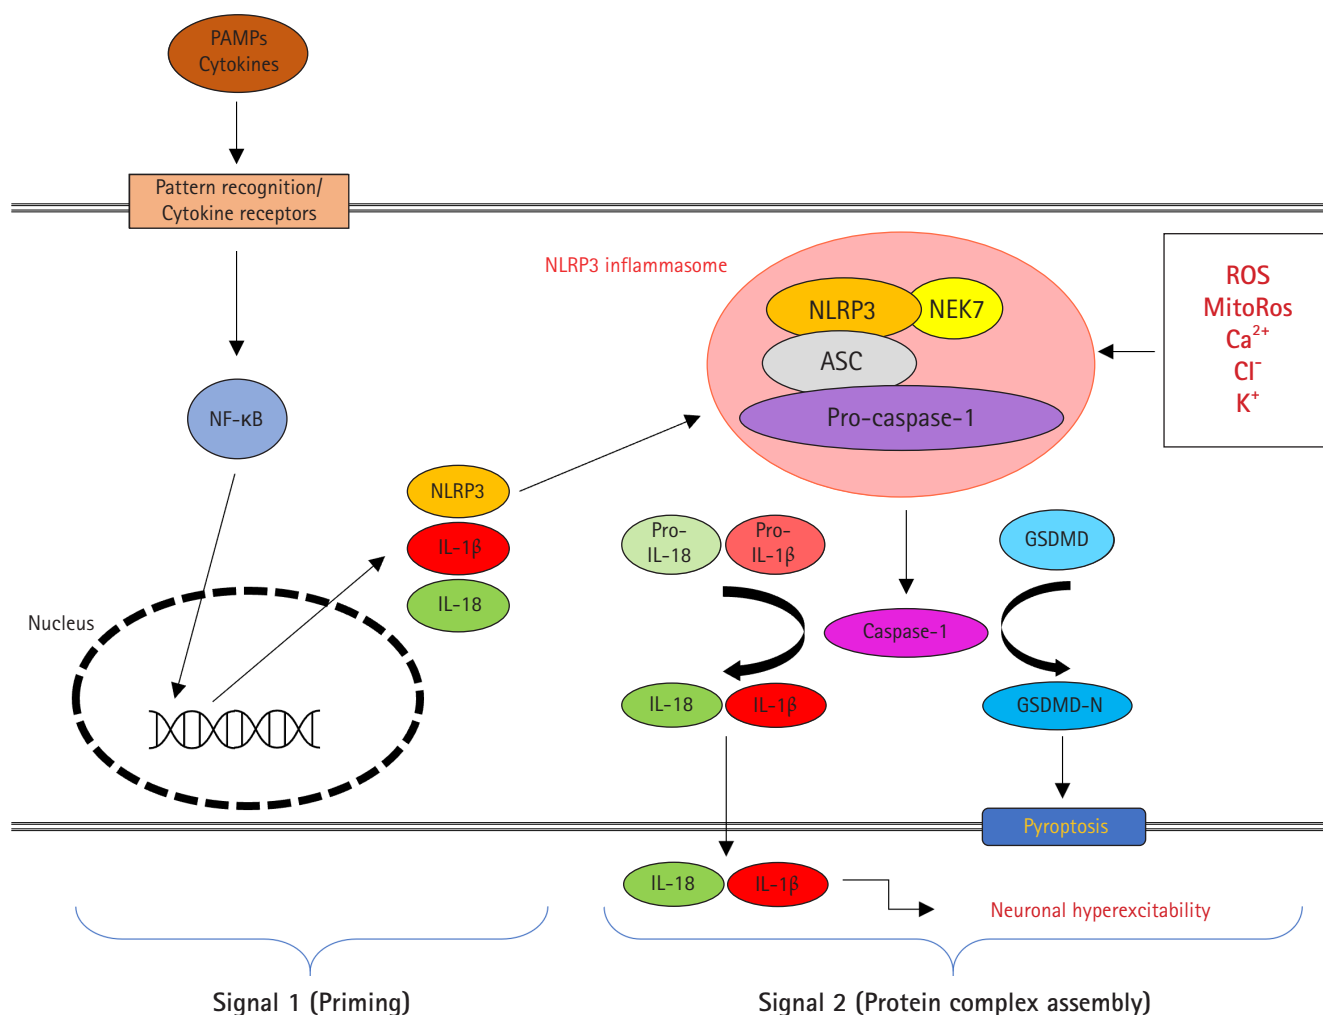 PAMPs
Cytokines
Pattern recognition/
Cytokine receptors
NF-κB
Nucleus
NLRP3
IL-1β
IL-18
NLRP3 inflammasome
NLRP3
NEK7
ASC
Pro-caspase-1
ROS
MitoRos
Ca²⁺
Cl⁻
K⁺
Pro-
IL-18
Pro-
IL-1β
GSDMD
Caspase-1
IL-18
IL-1β
GSDMD-N
Pyroptosis
IL-18
IL-1β
Neuronal hyperexcitability
Signal 1 (Priming)
Signal 2 (Protein complex assembly)